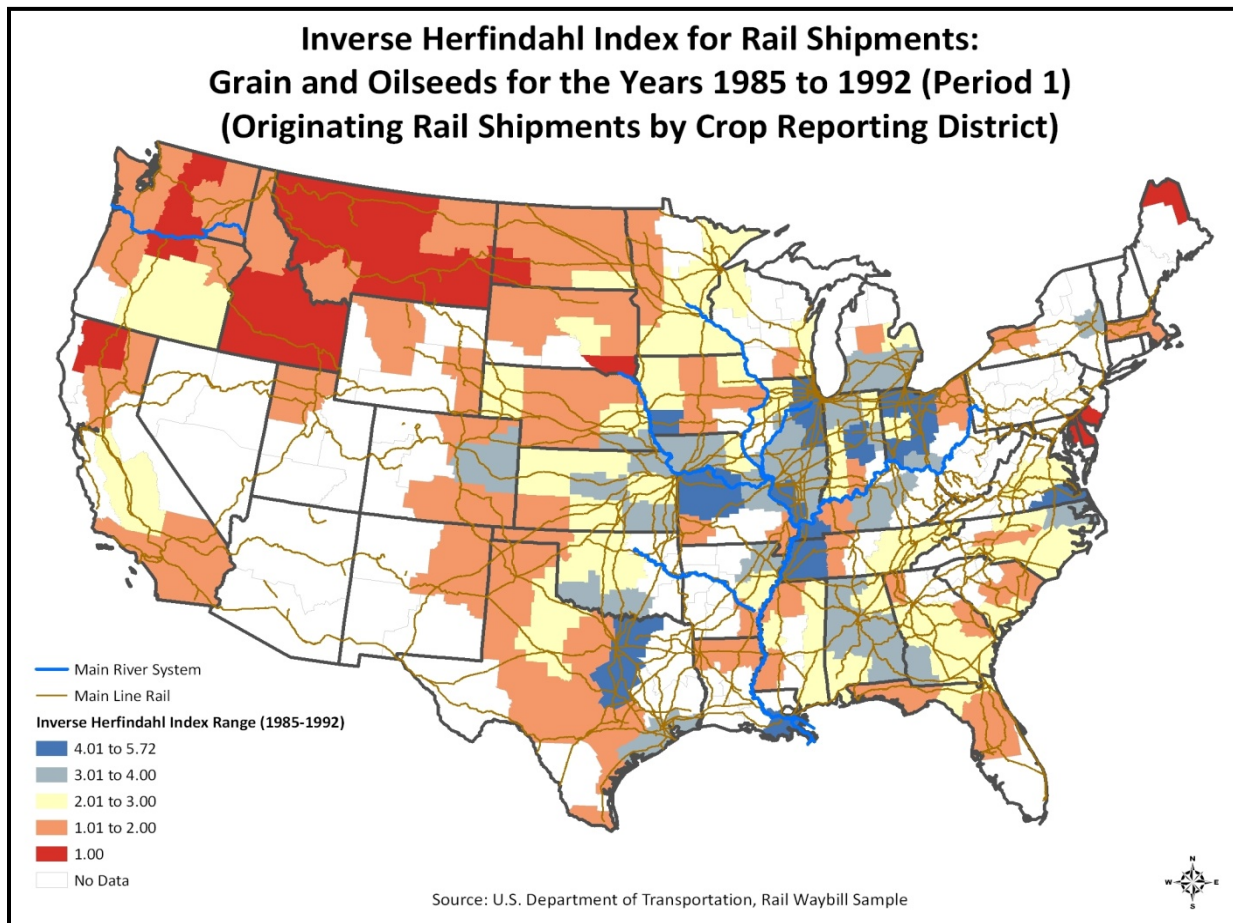 Inverse Herfindahl Index for Rail Shipments:
Grain and Oilseeds for the Years 1985 to 1992 (Period 1)
(Originating Rail Shipments by Crop Reporting District)
Main River System
Main Line Rail
Inverse Herfindahl Index Range (1985-1992)
4.01 to 5.72
3.01 to 4.00
2.01 to 3.00
1.01 to 2.00
1.00
No Data
Source: U.S. Department of Transportation, Rail Waybill Sample
N
W E
S